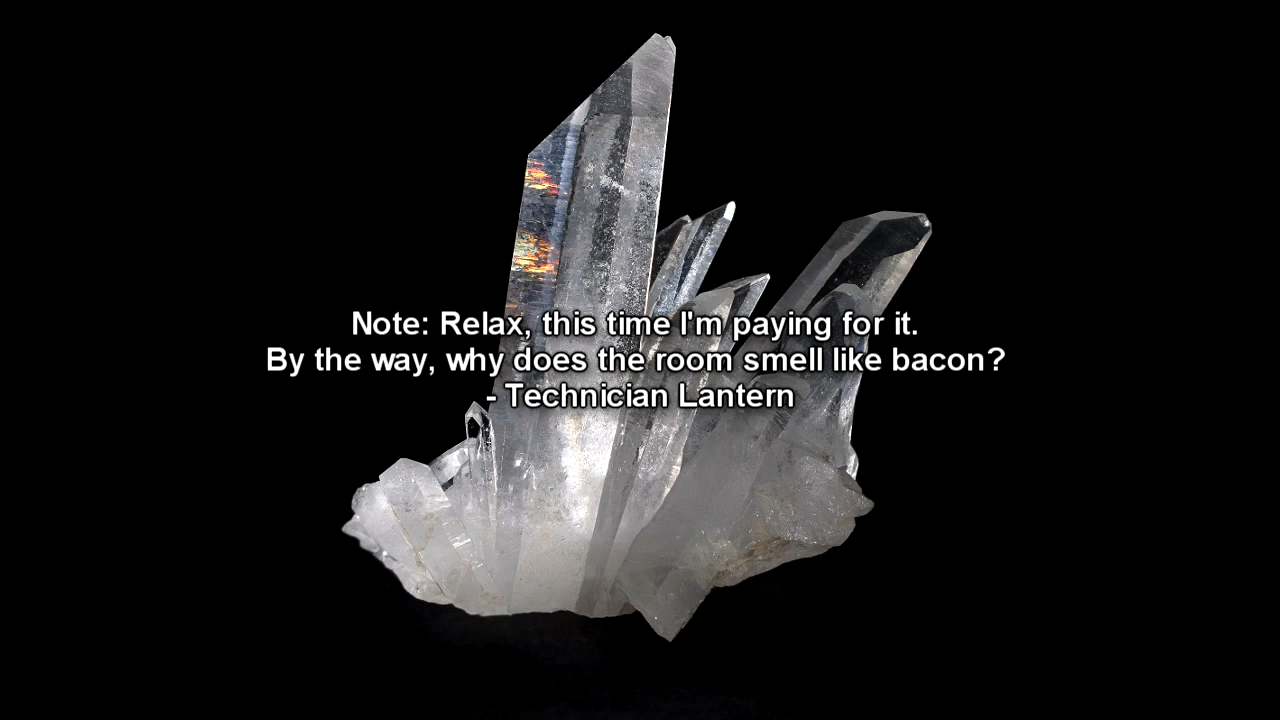 Note: Relax, this time I'm paying for it.
By the way, why does the room smell like bacon?
- Technician Lantern